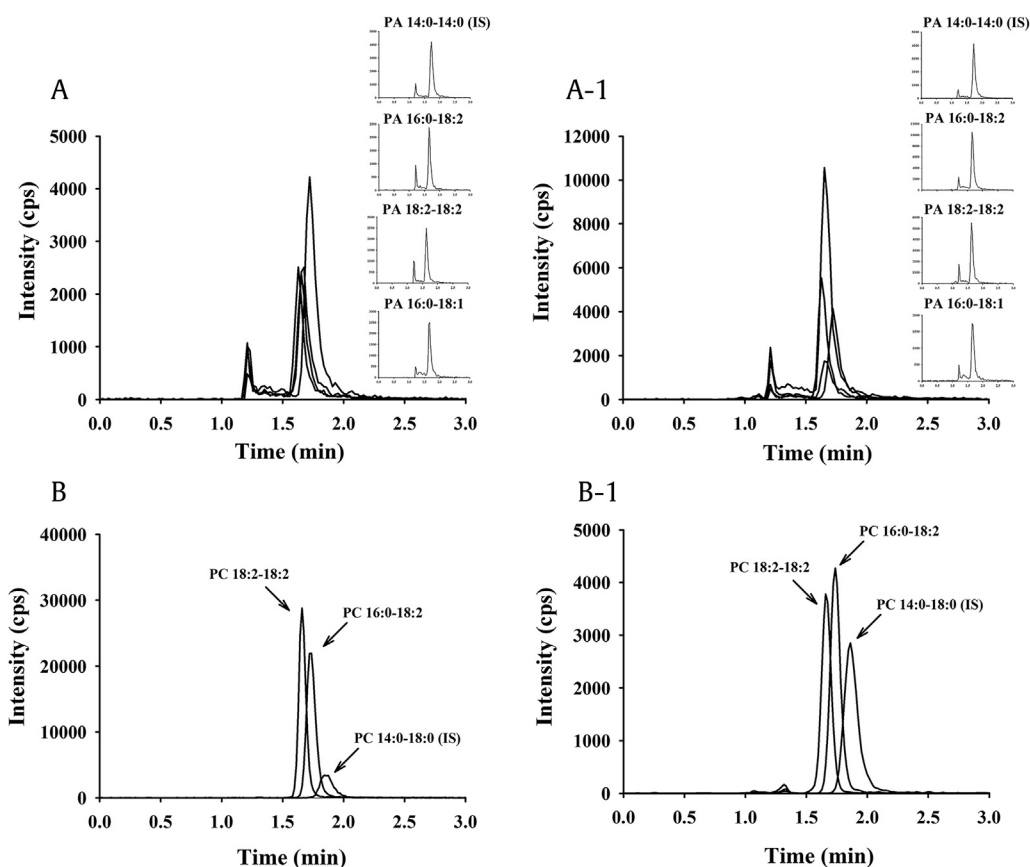 PA 14:0-14:0 (IS)
A
PA 16:0-18:2
PA 18:2-18:2
PA 16:0-18:1
5000
4000
3000
2000
1000
0
Intensity (cps)
0.0 0.5 1.0 1.5 2.0 2.5 3.0
Time (min)
PA 14:0-14:0 (IS)
A-1
PA 16:0-18:2
PA 18:2-18:2
PA 16:0-18:1
12000
10000
8000
6000
4000
2000
0
Intensity (cps)
0.0 0.5 1.0 1.5 2.0 2.5 3.0
Time (min)
B
40000
30000
20000
10000
0
Intensity (cps)
PC 18:2-18:2
PC 16:0-18:2
PC 14:0-18:0 (IS)
0.0 0.5 1.0 1.5 2.0 2.5 3.0
Time (min)
B-1
5000
4000
3000
2000
1000
0
Intensity (cps)
PC 16:0-18:2
PC 18:2-18:2
PC 14:0-18:0 (IS)
0.0 0.5 1.0 1.5 2.0 2.5 3.0
Time (min)